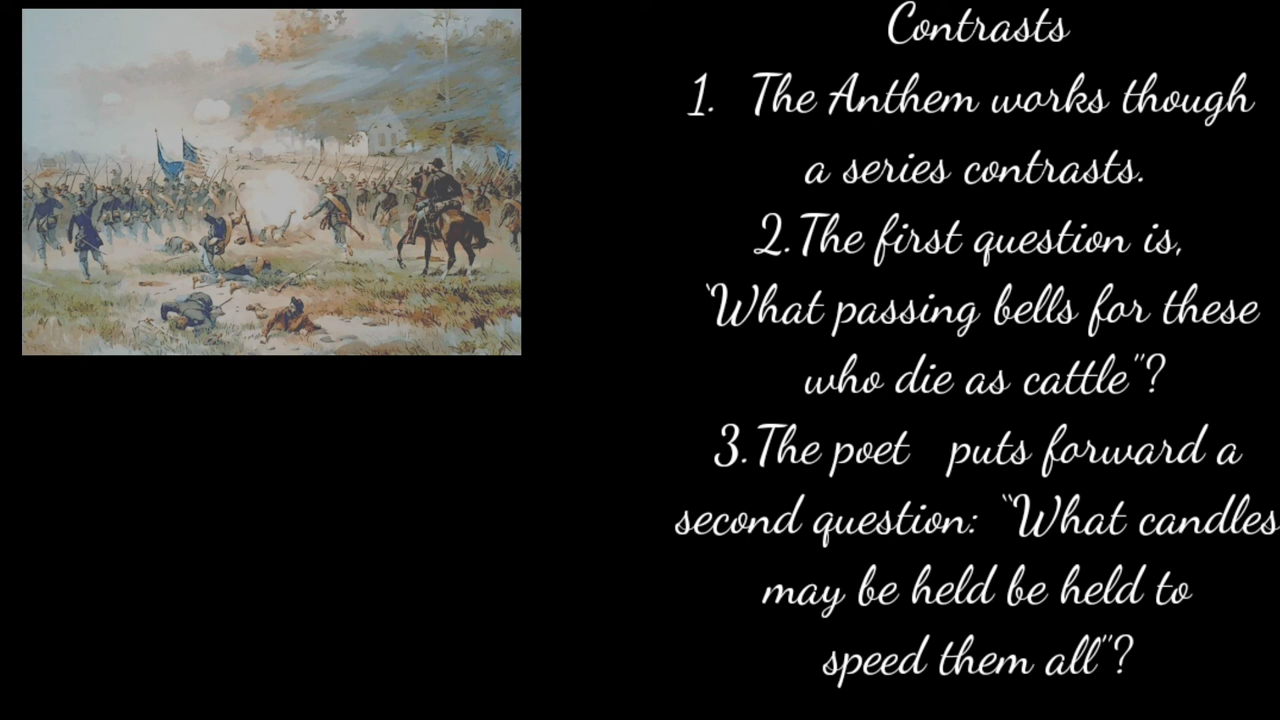 Contrasts
1. The Anthem works though
a series contrasts.
2.The first question is,
‘What passing bells for these
who die as cattle”?
3.The poet puts forward a
second question: “What candles
may be held be held to
speed them all”?